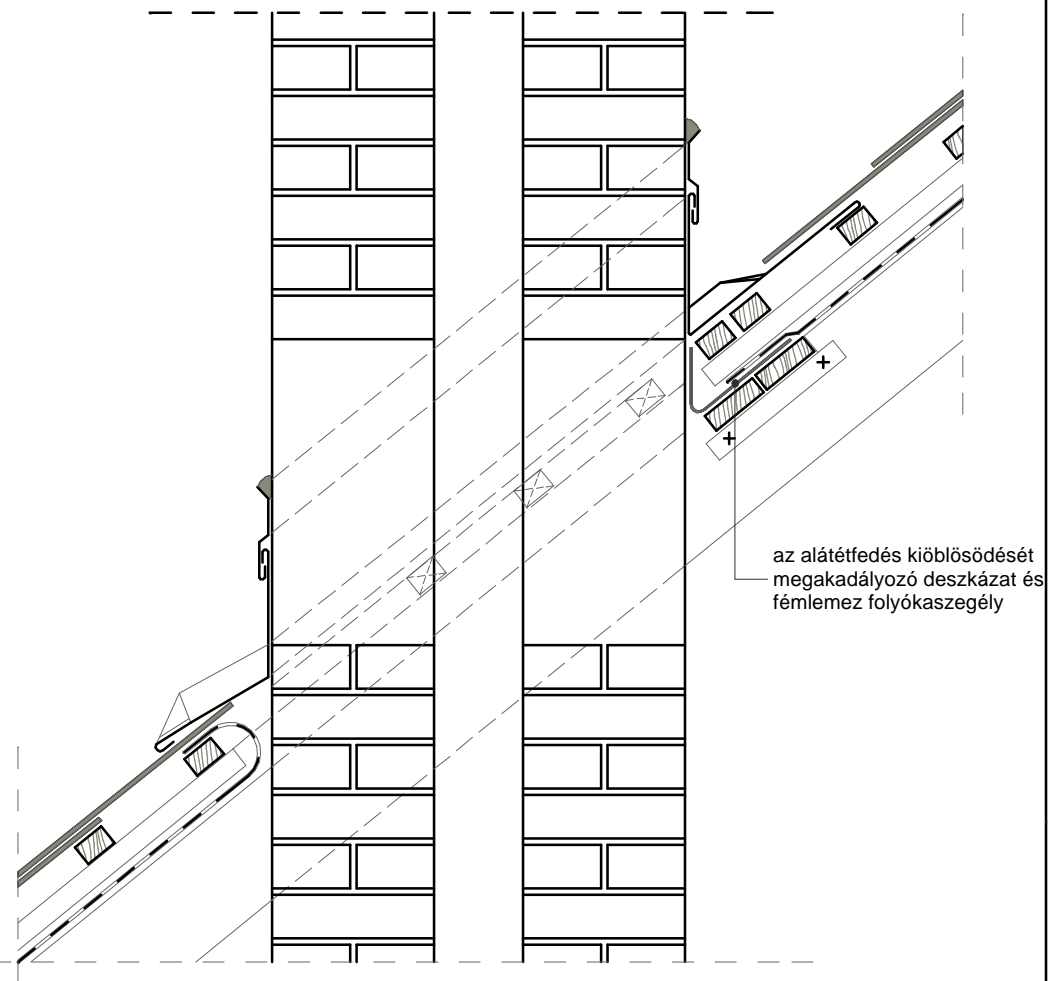 az alátétfedés kiöblösödését
megakadályozó deszkázat és
fémlemez folyókaszegély